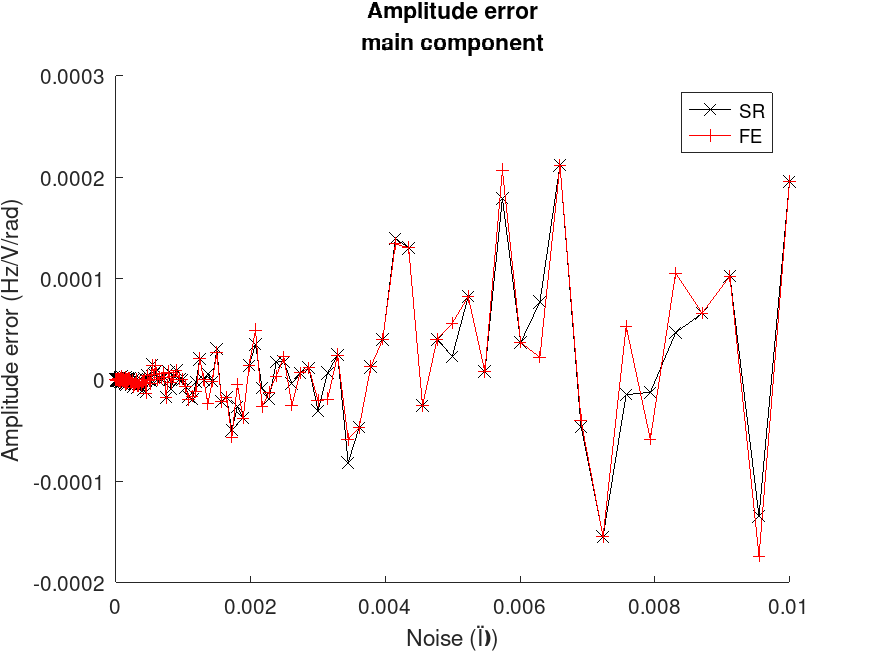 Amplitude error
main component
0.0003
0.0002
0.0001
0
-0.0001
-0.0002
Amplitude error (Hz/V/rad)
SR
FE
0 0.002 0.004 0.006 0.008 0.01
Noise